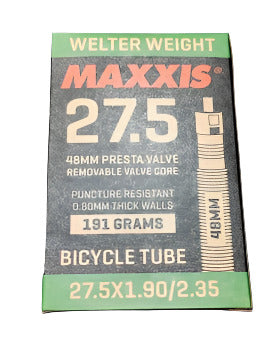 WELTER WEIGHT
MAXXIS®
27.5
48MM PRESTA VALVE
REMOVABLE VALVE CORE
PUNCTURE RESISTANT
0.80MM THICK WALLS
191 GRAMS
48MM
BICYCLE TUBE
27.5X1.90/2.35